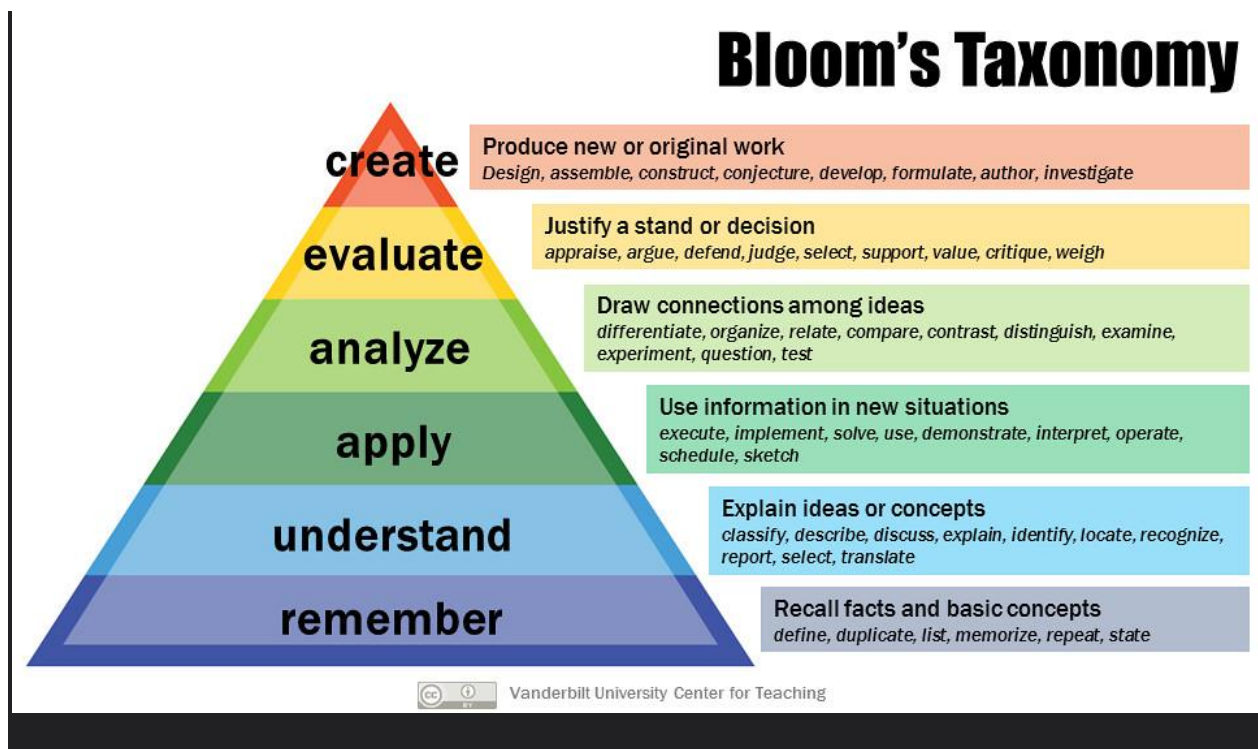 Bloom's Taxonomy
create
Produce new or original work
Design, assemble, construct, conjecture, develop, formulate, author, investigate
evaluate
Justify a stand or decision
appraise, argue, defend, judge, select, support, value, critique, weigh
analyze
Draw connections among ideas
differentiate, organize, relate, compare, contrast, distinguish, examine,
experiment, question, test
apply
Use information in new situations
execute, implement, solve, use, demonstrate, interpret, operate,
schedule, sketch
understand
Explain ideas or concepts
classify, describe, discuss, explain, identify, locate, recognize,
report, select, translate
remember
Recall facts and basic concepts
define, duplicate, list, memorize, repeat, state
cc BY
Vanderbilt University Center for Teaching